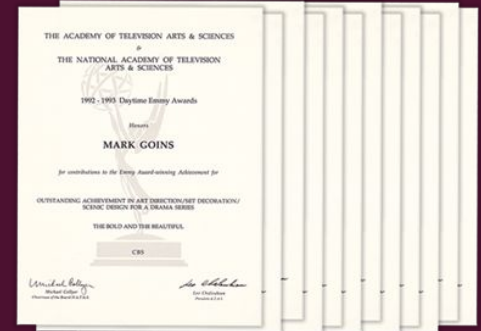 THE ACADEMY OF TELEVISION ARTS & SCIENCES
&
THE NATIONAL ACADEMY OF TELEVISION
ARTS & SCIENCES
1992 - 1993 Daytime Emmy Awards
Honors
MARK GOINS
for contributions to the Emmy Award-winning Achievement for
OUTSTANDING ACHIEVEMENT IN ART DIRECTION/SET DECORATION/
SCENIC DESIGN FOR A DRAMA SERIES
THE BOLD AND THE BEAUTIFUL
CBS